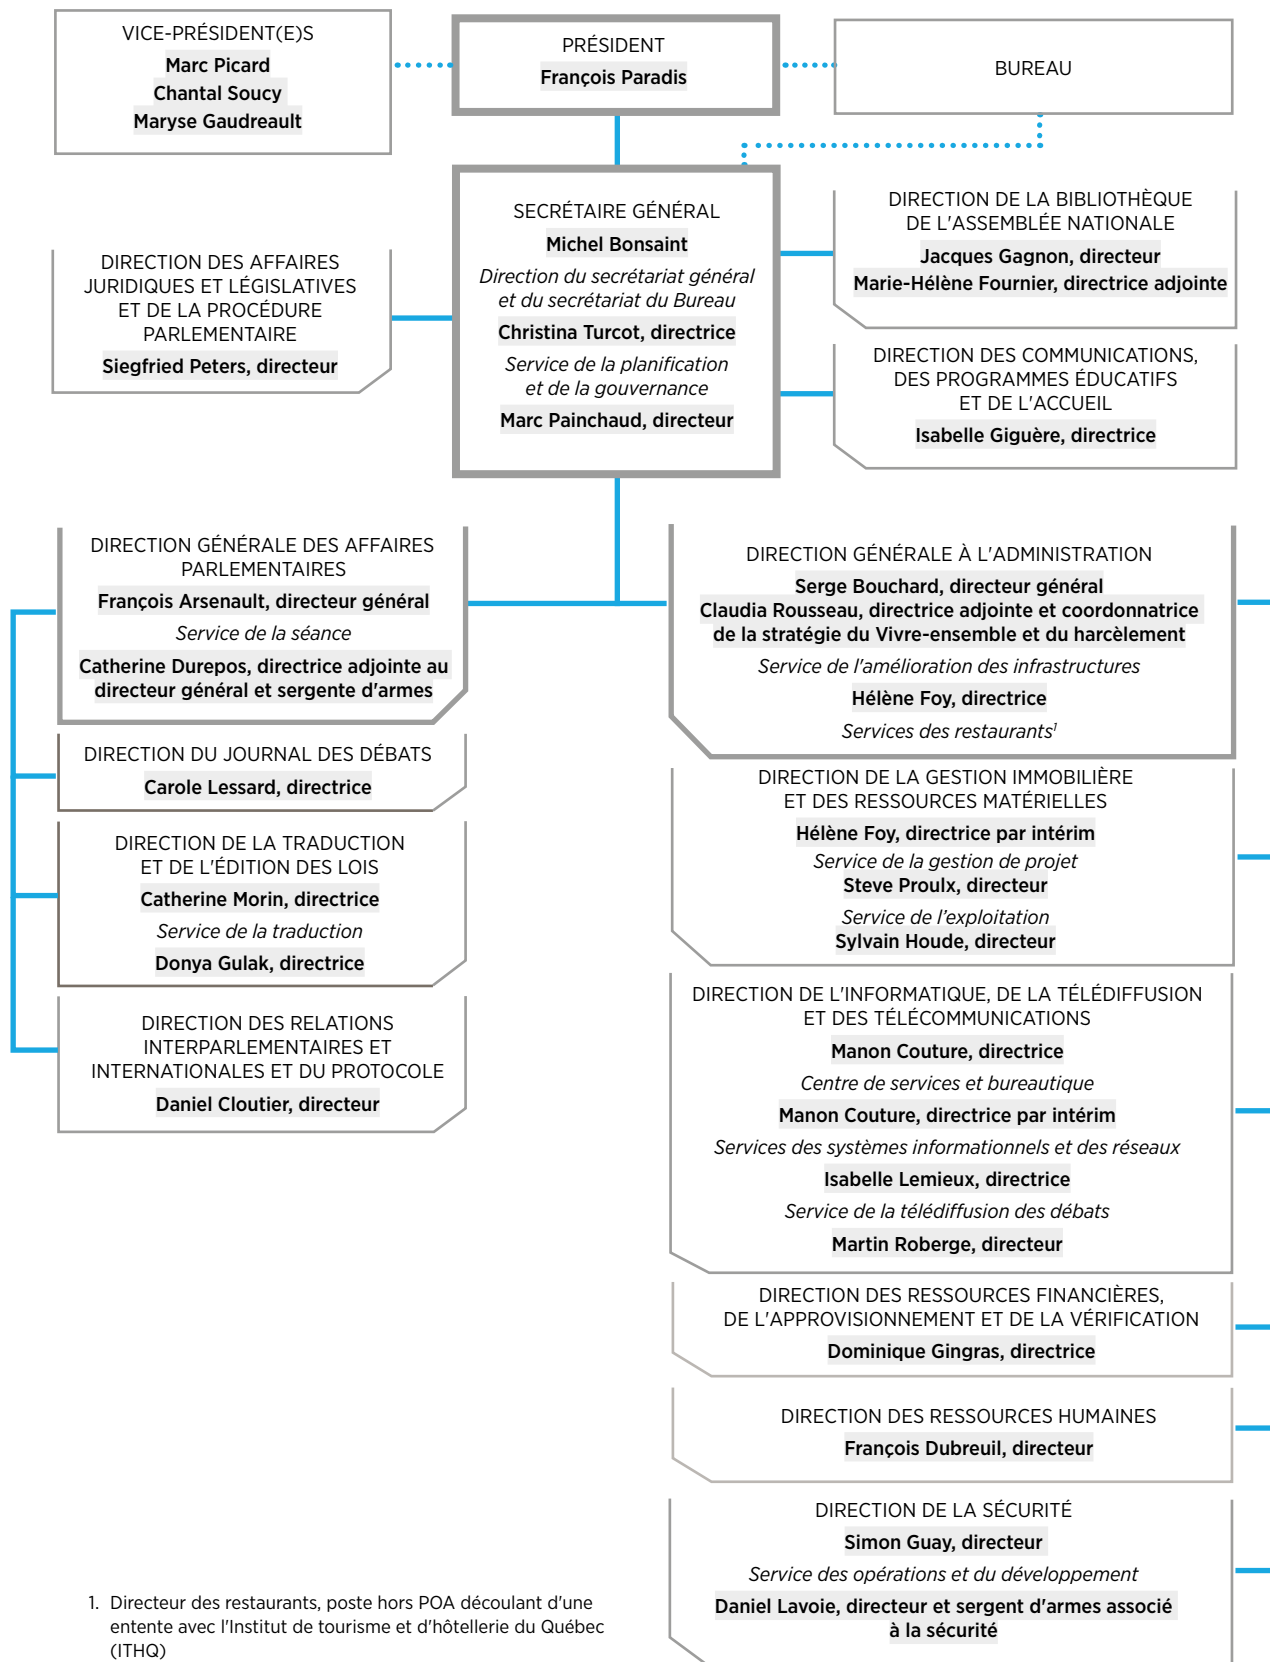 VICE-PRÉSIDENT(E)S
Marc Picard
Chantal Soucy
Maryse Gaudreault
PRÉSIDENT
François Paradis
BUREAU
SECRÉTAIRE GÉNÉRAL
Michel Bonsaint
Direction du secrétariat général
et du secrétariat du Bureau
Christina Turcot, directrice
Service de la planification
et de la gouvernance
Marc Painchaud, directeur
DIRECTION DES AFFAIRES
JURIDIQUES ET LÉGISLATIVES
ET DE LA PROCÉDURE
PARLEMENTAIRE
Siegfried Peters, directeur
DIRECTION DE LA BIBLIOTHÈQUE
DE L'ASSEMBLÉE NATIONALE
Jacques Gagnon, directeur
Marie-Hélène Fournier, directrice adjointe
DIRECTION DES COMMUNICATIONS,
DES PROGRAMMES ÉDUCATIFS
ET DE L'ACCUEIL
Isabelle Giguère, directrice
DIRECTION GÉNÉRALE DES AFFAIRES
PARLEMENTAIRES
François Arsenault, directeur général
Service de la séance
Catherine Durepos, directrice adjointe au
directeur général et sergente d'armes
DIRECTION DU JOURNAL DES DÉBATS
Carole Lessard, directrice
DIRECTION DE LA TRADUCTION
ET DE L'ÉDITION DES LOIS
Catherine Morin, directrice
Service de la traduction
Donya Gulak, directrice
DIRECTION DES RELATIONS
INTERPARLEMENTAIRES ET
INTERNATIONALES ET DU PROTOCOLE
Daniel Cloutier, directeur
DIRECTION GÉNÉRALE À L'ADMINISTRATION
Serge Bouchard, directeur général
Claudia Rousseau, directrice adjointe et coordonnatrice
de la stratégie du Vivre-ensemble et du harcèlement
Service de l'amélioration des infrastructures
Hélène Foy, directrice
Services des restaurants¹
DIRECTION DE LA GESTION IMMOBILIÈRE
ET DES RESSOURCES MATÉRIELLES
Hélène Foy, directrice par intérim
Service de la gestion de projet
Steve Proulx, directeur
Service de l’exploitation
Sylvain Houde, directeur
DIRECTION DE L'INFORMATIQUE, DE LA TÉLÉDIFFUSION
ET DES TÉLÉCOMMUNICATIONS
Manon Couture, directrice
Centre de services et bureautique
Manon Couture, directrice par intérim
Services des systèmes informationnels et des réseaux
Isabelle Lemieux, directrice
Service de la télédiffusion des débats
Martin Roberge, directeur
DIRECTION DES RESSOURCES FINANCIÈRES,
DE L'APPROVISIONNEMENT ET DE LA VÉRIFICATION
Dominique Gingras, directrice
DIRECTION DES RESSOURCES HUMAINES
François Dubreuil, directeur
DIRECTION DE LA SÉCURITÉ
Simon Guay, directeur
Service des opérations et du développement
Daniel Lavoie, directeur et sergent d'armes associé
à la sécurité
1. Directeur des restaurants, poste hors POA découlant d'une
entente avec l'Institut de tourisme et d'hôtellerie du Québec
(ITHQ)